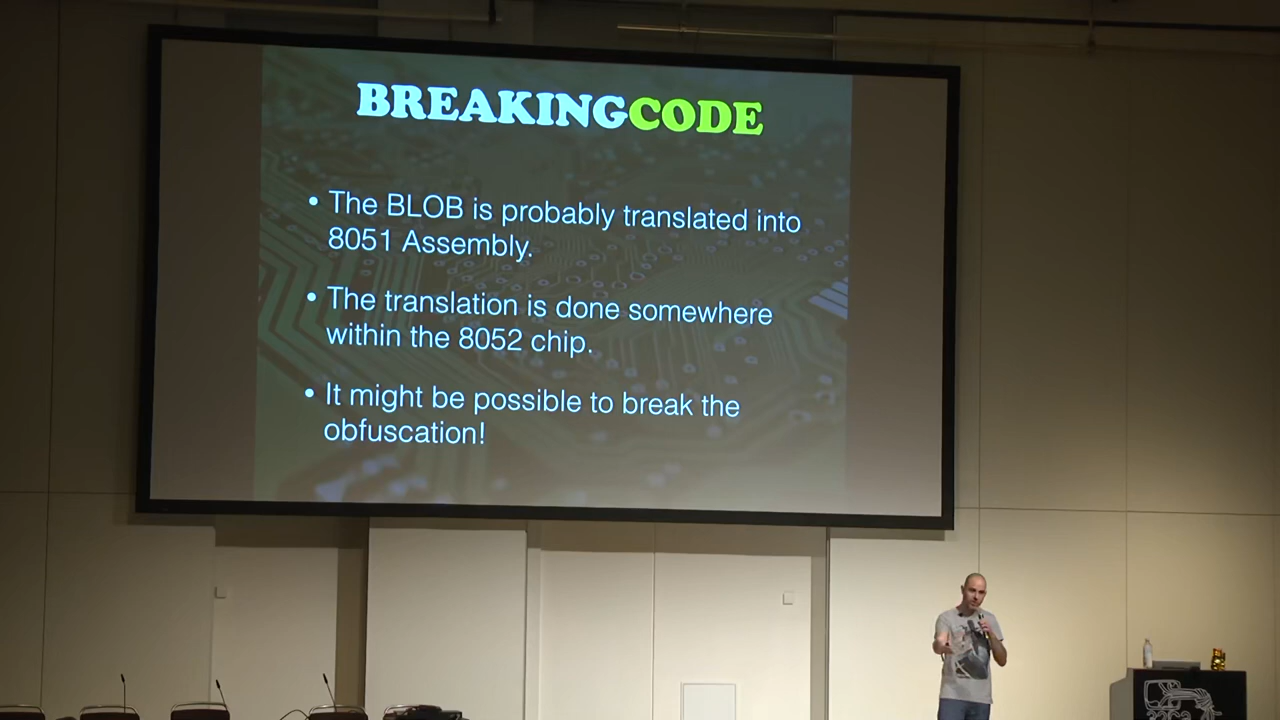 BREAKINGCODE
• The BLOB is probably translated into
8051 Assembly.
• The translation is done somewhere
within the 8052 chip.
• It might be possible to break the
obfuscation!